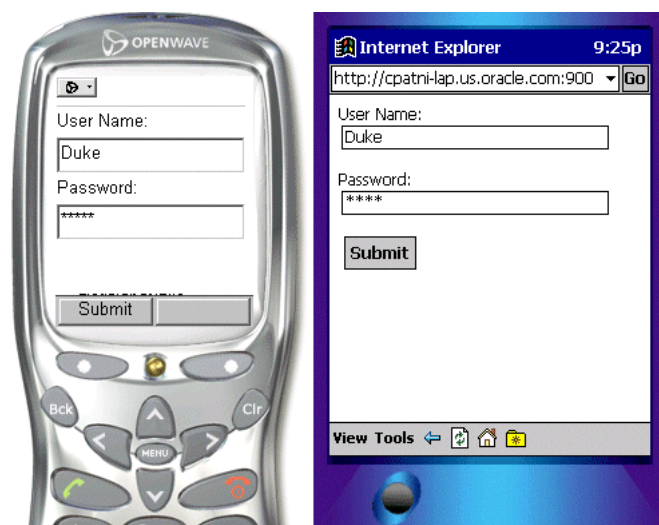 OPENWAVE
User Name:
Duke
Password:
*****
Submit
Bck
Clr
MENU
Internet Explorer 9:25p
http://cpatni-lap.us.oracle.com:900 Go
User Name:
Duke
Password:
****
Submit
View Tools